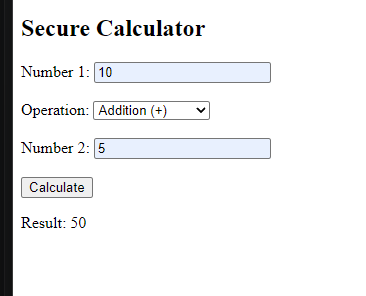 Secure Calculator
Number 1: 10
Operation: Addition (+)
Number 2: 5
Calculate
Result: 50